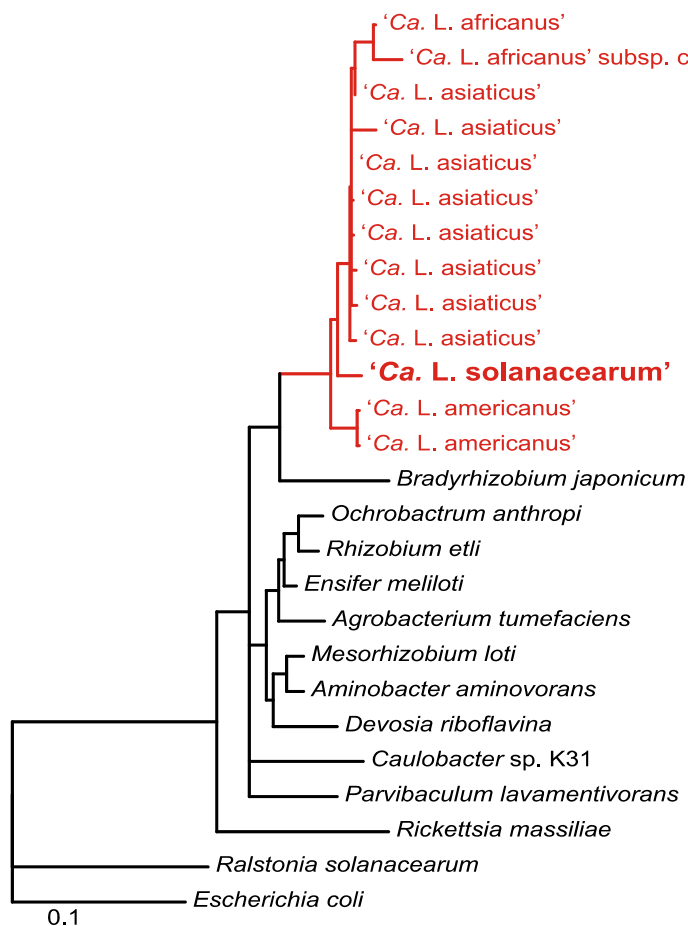 ‘Ca. L. africanus’
‘Ca. L. africanus’ subsp. c
‘Ca. L. asiaticus’
‘Ca. L. asiaticus’
‘Ca. L. asiaticus’
‘Ca. L. asiaticus’
‘Ca. L. asiaticus’
‘Ca. L. asiaticus’
‘Ca. L. asiaticus’
‘Ca. L. asiaticus’
‘Ca. L. solanacearum’
‘Ca. L. americanus’
‘Ca. L. americanus’
Bradyrhizobium japonicum
Ochrobactrum anthropi
Rhizobium etli
Ensifer meliloti
Agrobacterium tumefaciens
Mesorhizobium loti
Aminobacter aminovorans
Devosia riboflavina
Caulobacter sp. K31
Parvibaculum lavamentivorans
Rickettsia massiliae
Ralstonia solanacearum
Escherichia coli
0.1